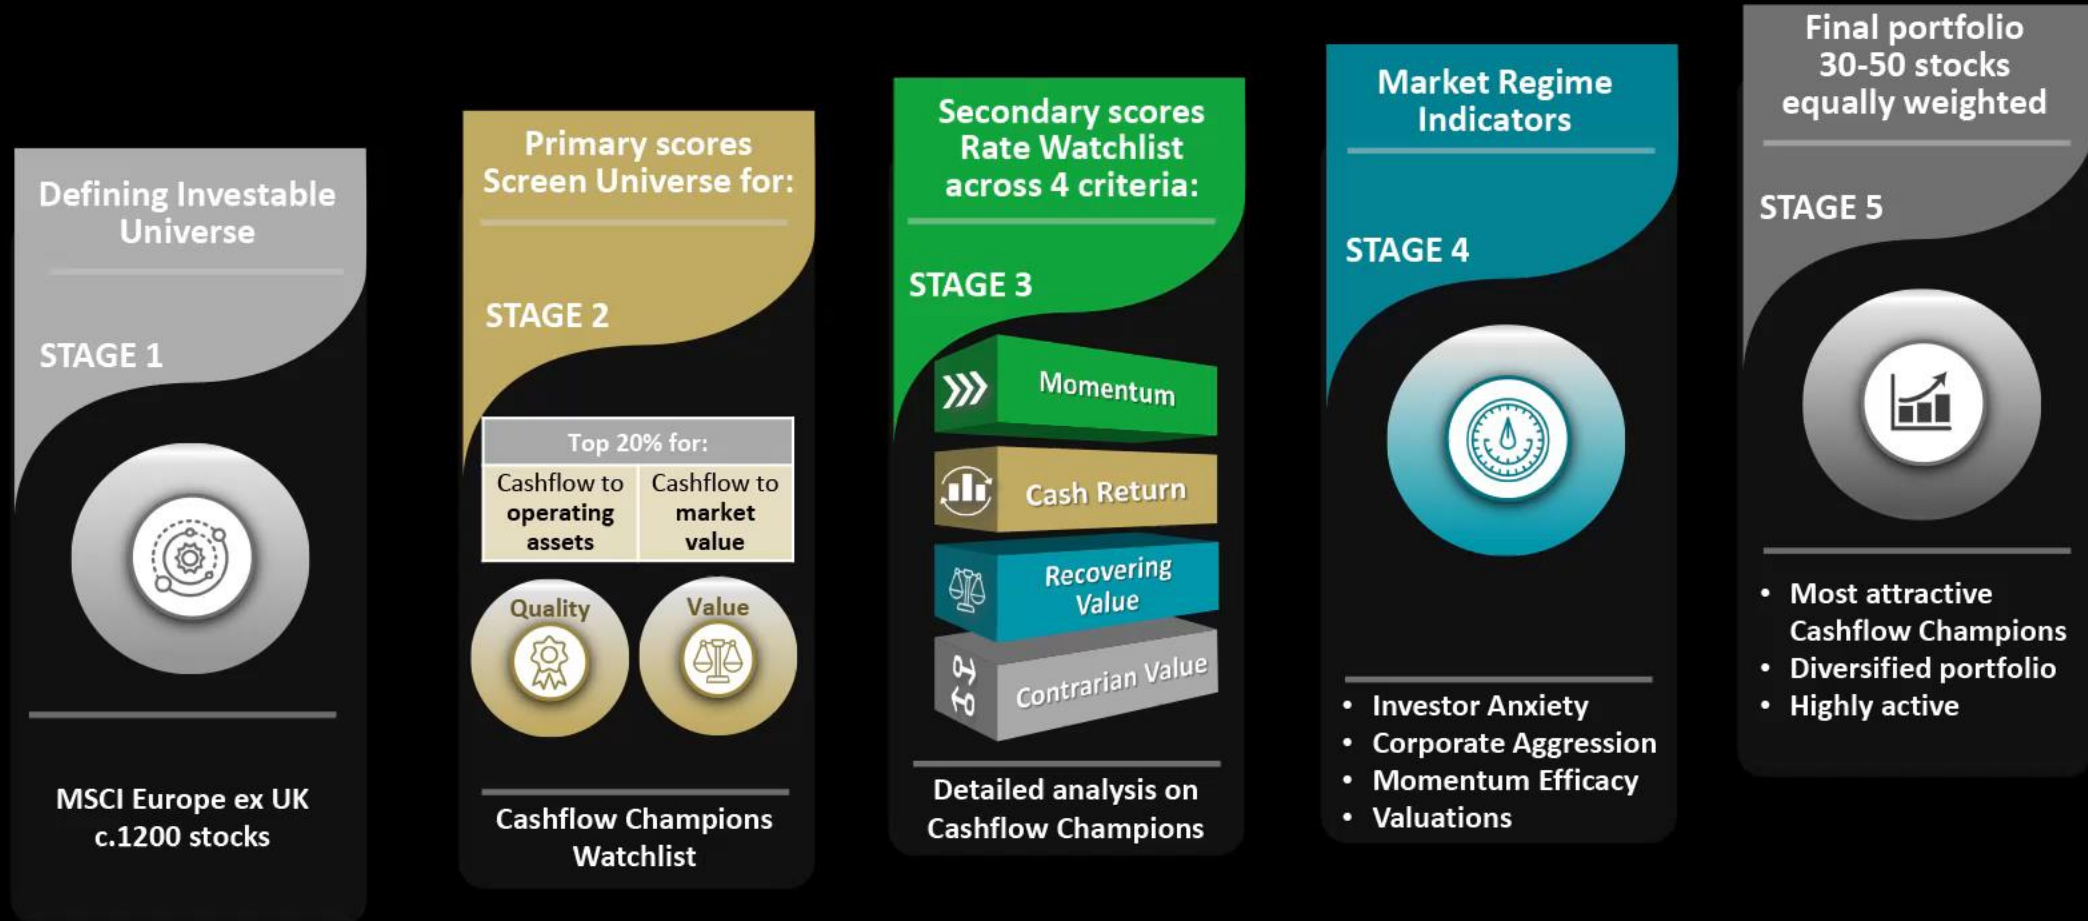 Defining Investable
Universe
STAGE 1
MSCI Europe ex UK
c.1200 stocks
Primary scores
Screen Universe for:
STAGE 2
Top 20% for:
Cashflow to
operating
assets
Cashflow to
market
value
Quality
Value
Cashflow Champions
Watchlist
Secondary scores
Rate Watchlist
across 4 criteria:
STAGE 3
Momentum
Cash Return
Recovering
Value
Contrarian Value
Detailed analysis on
Cashflow Champions
Market Regime
Indicators
STAGE 4
• Investor Anxiety
• Corporate Aggression
• Momentum Efficacy
• Valuations
Final portfolio
30-50 stocks
equally weighted
STAGE 5
• Most attractive
Cashflow Champions
• Diversified portfolio
• Highly active